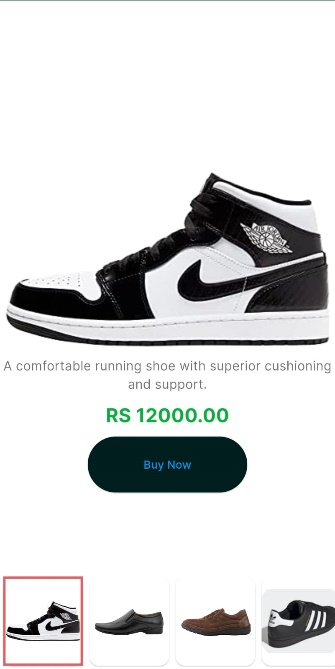 A comfortable running shoe with superior cushioning
and support.
RS 12000.00
Buy Now